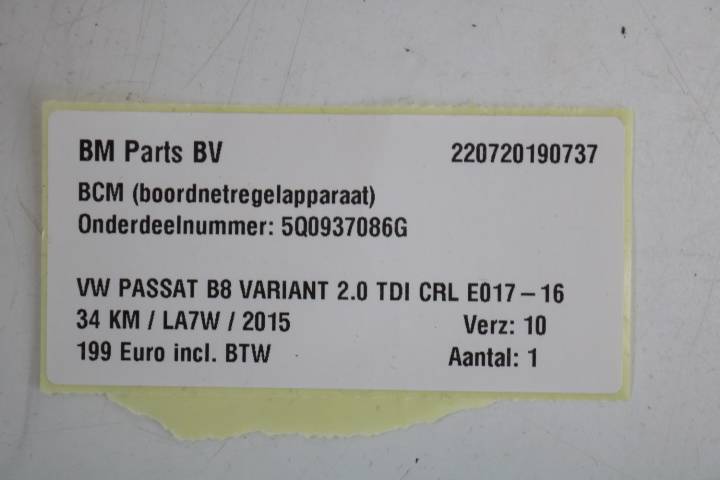 BM Parts BV 220720190737
BCM (boordnetregelapparaat)
Onderdeelnummer: 5Q0937086G
VW PASSAT B8 VARIANT 2.0 TDI CRL E017-16
34 KM / LA7W / 2015 Verz: 10
199 Euro incl. BTW Aantal: 1